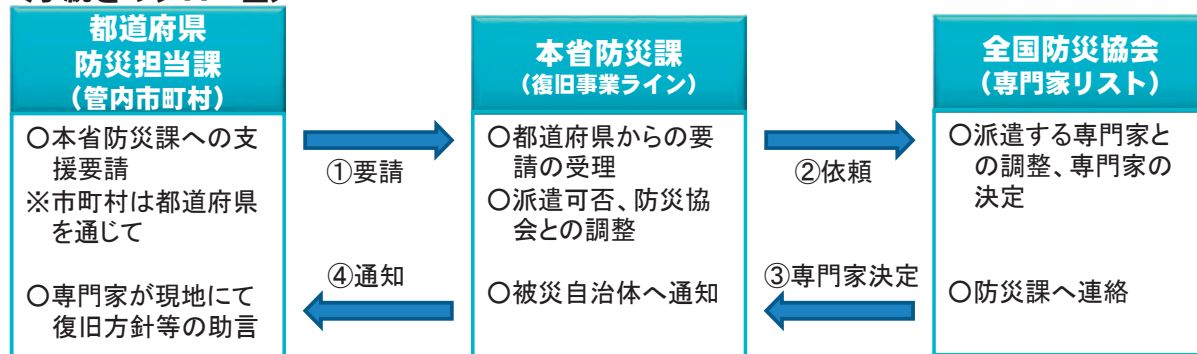 都道府県
防災担当課
（管内市町村）
〇本省防災課への支
援要請
※市町村は都道府県
を通じて
〇専門家が現地にて
復旧方針等の助言
①要請
④通知
本省防災課
（復旧事業ライン）
〇都道府県からの要
請の受理
〇派遣可否、防災協
会との調整
〇被災自治体へ通知
②依頼
③専門家決定
全国防災協会
（専門家リスト）
〇派遣する専門家と
の調整、専門家の
決定
〇防災課へ連絡